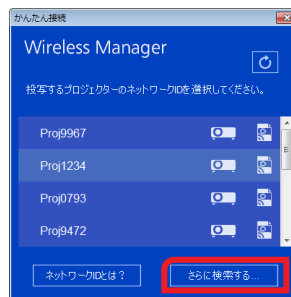 かんたん接続
Wireless Manager
投写するプロジェクターのネットワークIDを選択してください。
Proj9967
Proj1234
Proj0793
Proj9472
ネットワークIDとは？
さらに検索する...